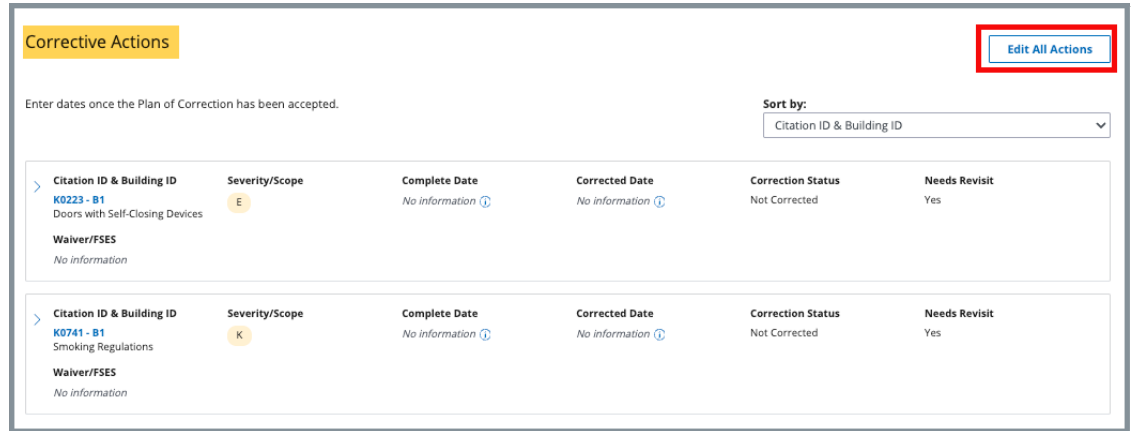 Corrective Actions
Edit All Actions
Enter dates once the Plan of Correction has been accepted.
Sort by:
Citation ID & Building ID
Citation ID & Building ID Severity/Scope Complete Date Corrected Date Correction Status Needs Revisit
K0223 - B1 E No information No information Not Corrected Yes
Doors with Self-Closing Devices
Waiver/FSES
No information
Citation ID & Building ID Severity/Scope Complete Date Corrected Date Correction Status Needs Revisit
K0741 - B1 K No information No information Not Corrected Yes
Smoking Regulations
Waiver/FSES
No information